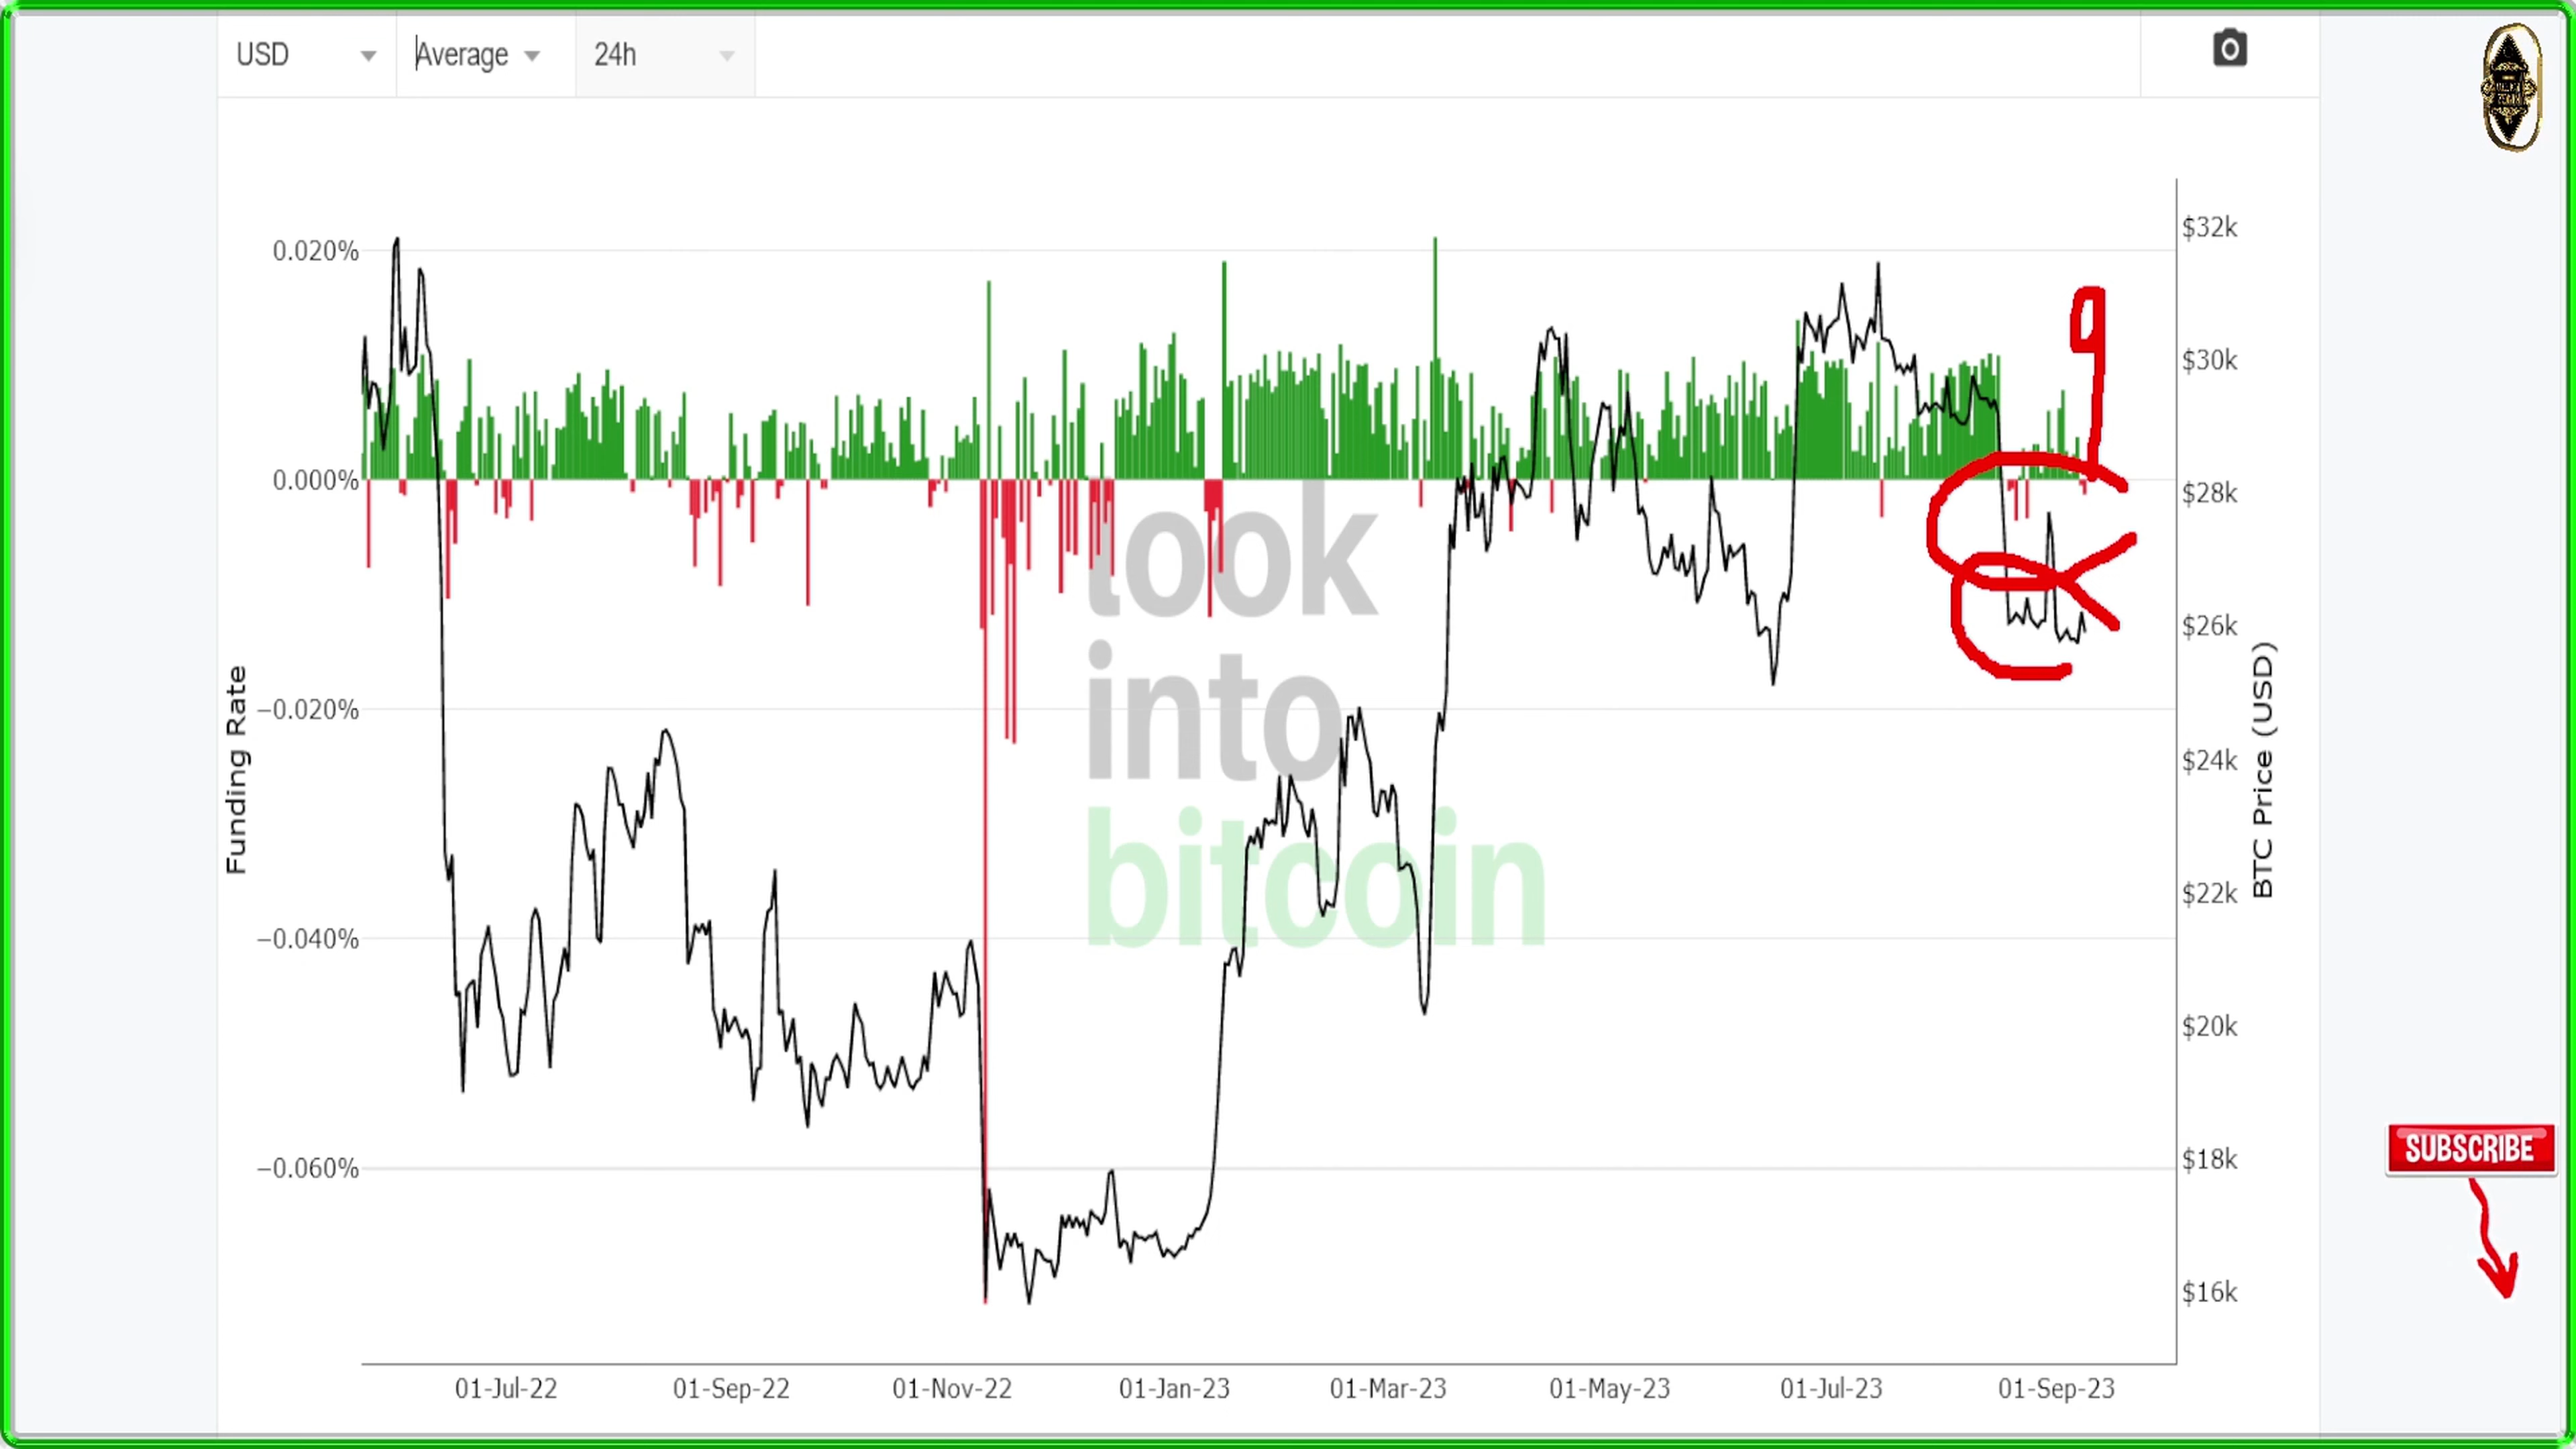 USD Average 24h
0.020%
0.000%
−0.020%
−0.040%
−0.060%
Funding Rate
$32k
$30k
$28k
$26k
$24k
$22k
$20k
$18k
$16k
BTC Price (USD)
look
into
bitcoin
01-Jul-22 01-Sep-22 01-Nov-22 01-Jan-23 01-Mar-23 01-May-23 01-Jul-23 01-Sep-23
SUBSCRIBE